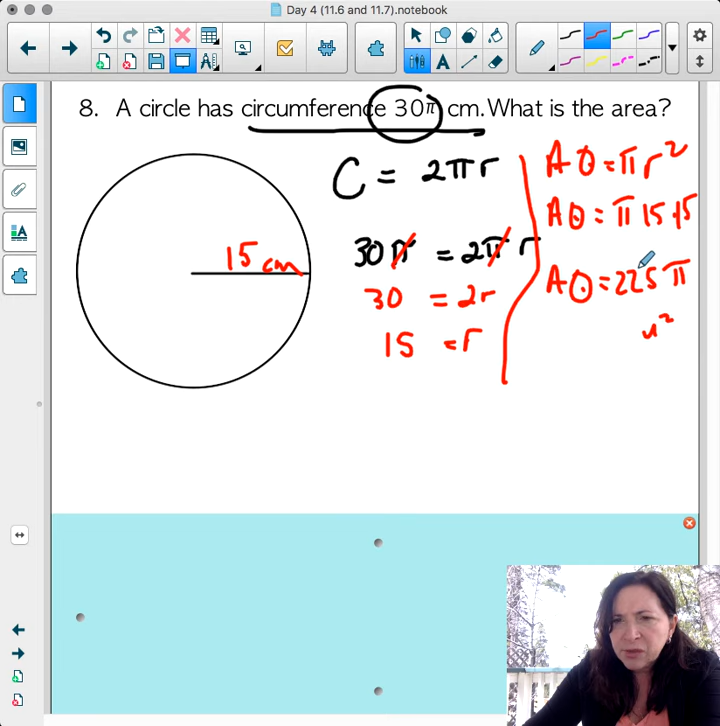 Day 4 (11.6 and 11.7).notebook
8. A circle has circumference 30π cm. What is the area?
15 cm
C = 2πr
30π = 2πr
30 = 2r
15 = r
A⊙ = πr²
A⊙ = π 15·15
A⊙ = 225π
u²